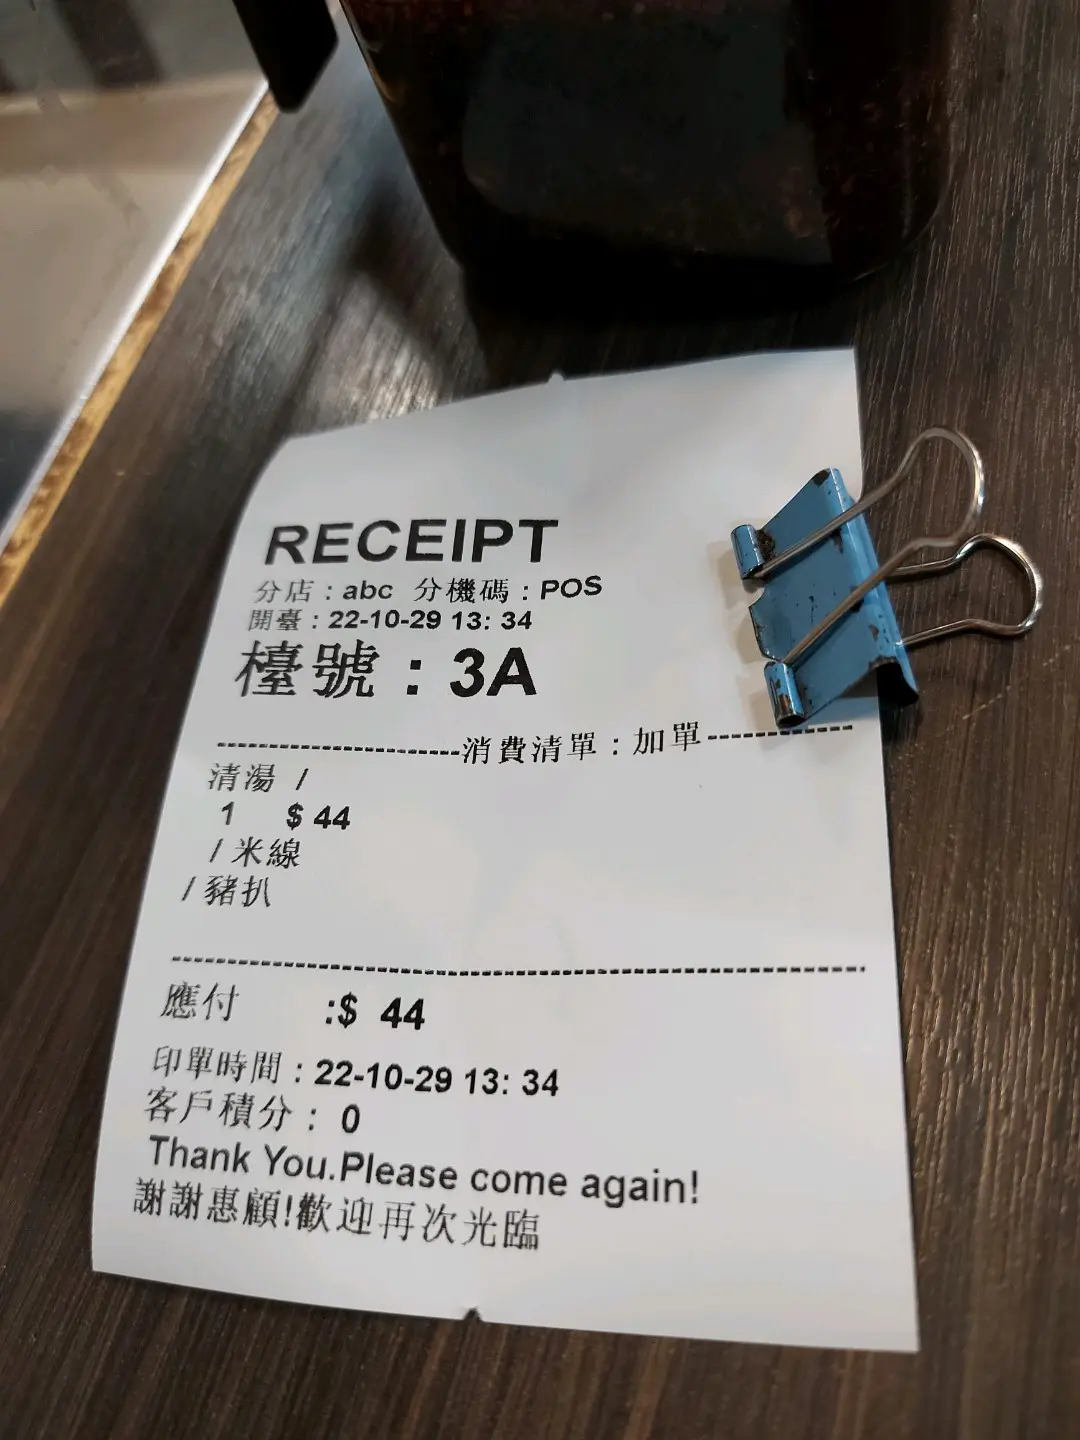 RECEIPT
分店：abc 分機碼：POS
開臺：22-10-29 13: 34
檯號：3A
----------------------消費清單：加單--------------
清湯 /
1 $ 44
/ 米線
/ 豬扒
--------------------------------------------------------------
應付 :$ 44
印單時間：22-10-29 13: 34
客戶積分：0
Thank You.Please come again!
謝謝惠顧!歡迎再次光臨